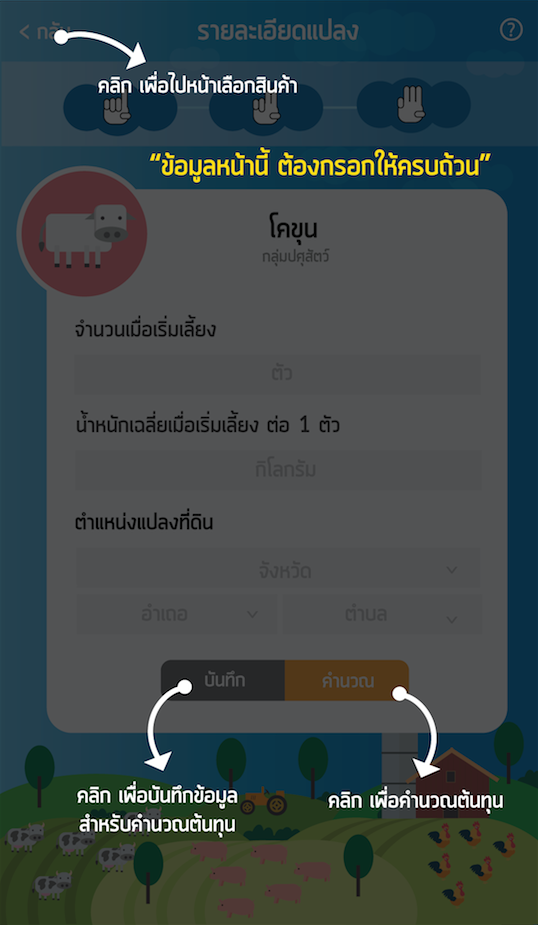 < กลับ
รายละเอียดแปลง
?
คลิก เพื่อไปหน้าเลือกสินค้า
“ข้อมูลหน้านี้ ต้องกรอกให้ครบถ้วน”
โคขุน
กลุ่มปศุสัตว์
จำนวนเมื่อเริ่มเลี้ยง
ตัว
น้ำหนักเฉลี่ยเมื่อเริ่มเลี้ยง ต่อ 1 ตัว
กิโลกรัม
ตำแหน่งแปลงที่ดิน
จังหวัด
อำเภอ
ตำบล
บันทึก
คำนวณ
คลิก เพื่อบันทึกข้อมูล
สำหรับคำนวณต้นทุน
คลิก เพื่อคำนวณต้นทุน